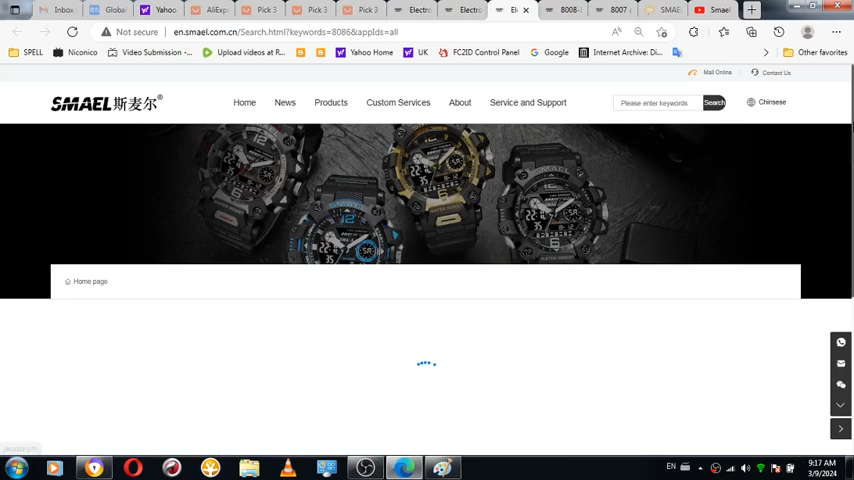 Inbox
Global
Yahoo
AliExpr
Pick 3
Pick 3
Pick 3
Electro
Electro
El
8008-
8007
SMAE
Smael
Not secure
en.smael.com.cn/Search.html?keywords=8086&appIds=all
SPELL
Niconico
Video Submission -...
Upload videos at R...
Yahoo Home
UK
FC2ID Control Panel
Google
Internet Archive: Di...
Other favorites
Mail Online
Contact Us
SMAEL斯麦尔®
Home
News
Products
Custom Services
About
Service and Support
Please enter keywords
Search
Chinsese
Home page
EN
9:17 AM
3/9/2024